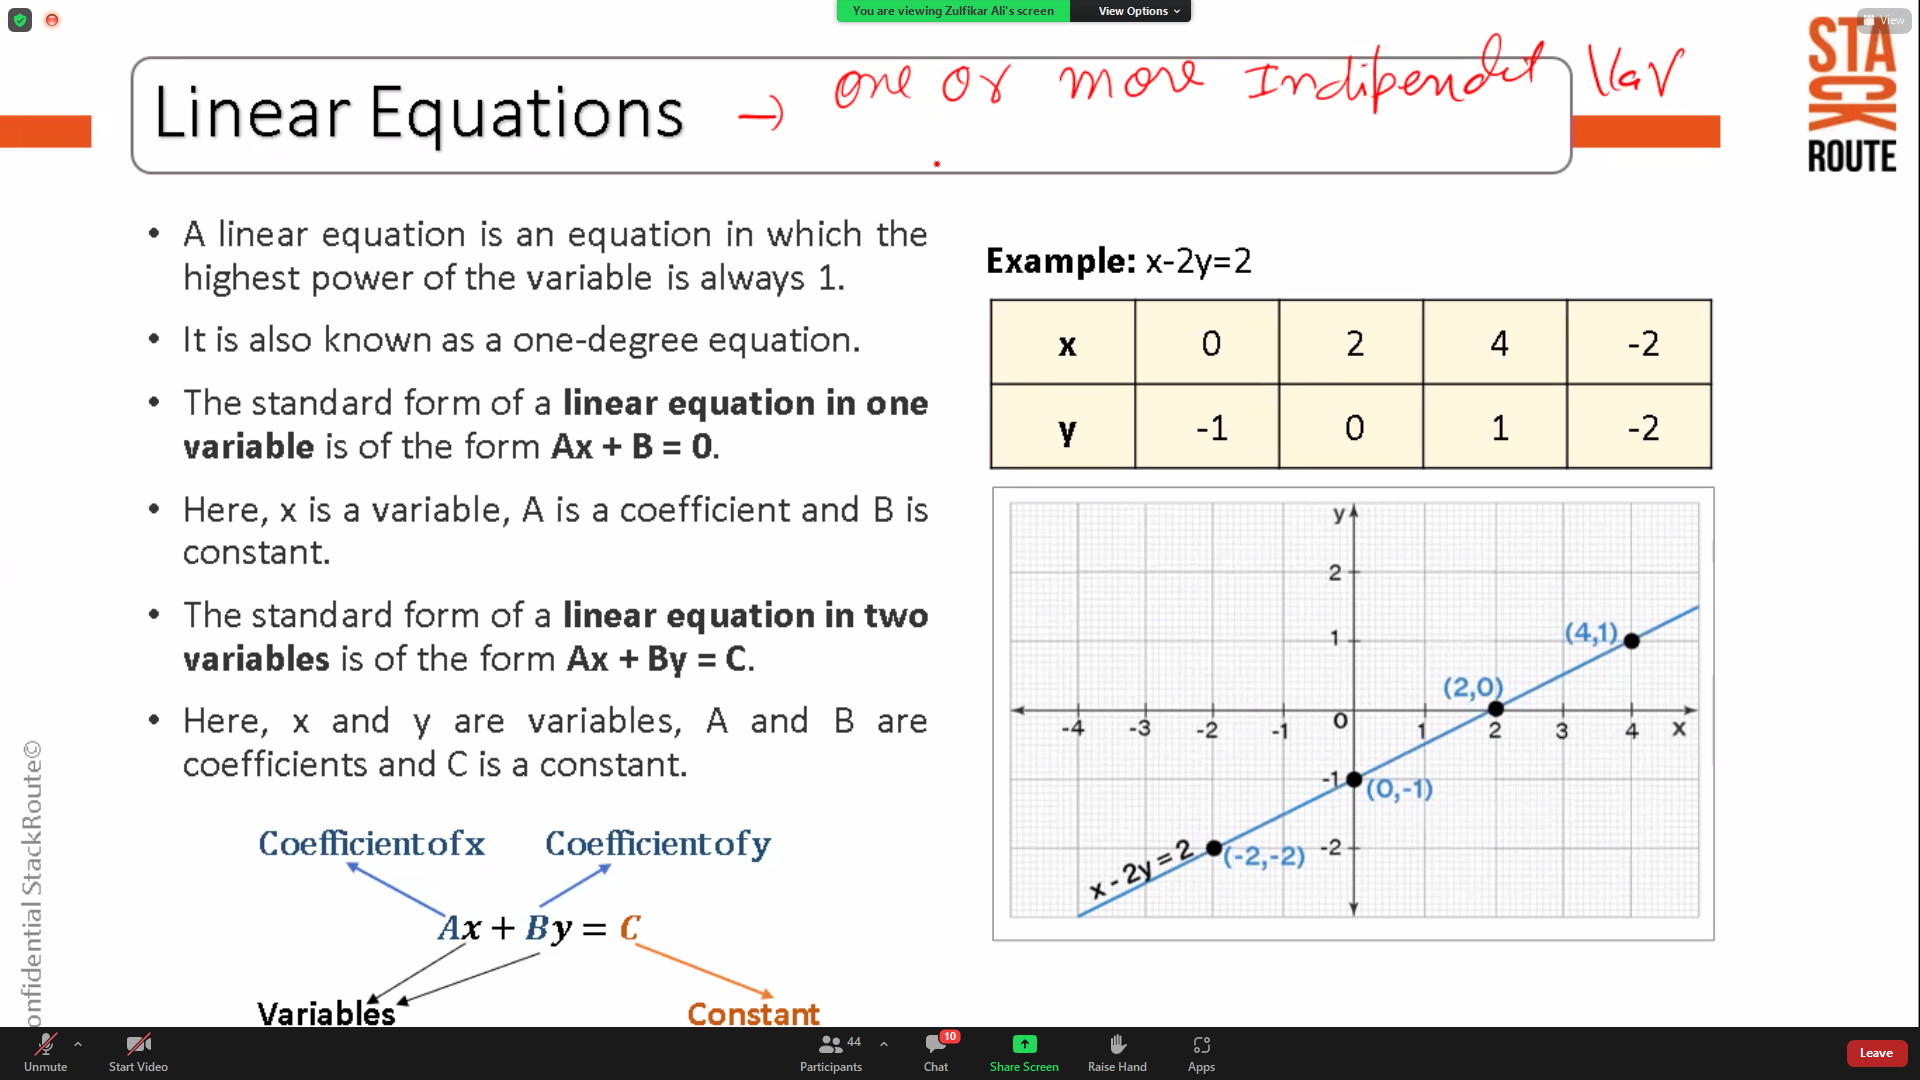 You are viewing Zulfikar Ali's screen View Options
View
STACK
ROUTE
Linear Equations → one or more Indipendit Var
• A linear equation is an equation in which the
highest power of the variable is always 1.
• It is also known as a one-degree equation.
• The standard form of a linear equation in one
variable is of the form Ax + B = 0.
• Here, x is a variable, A is a coefficient and B is
constant.
• The standard form of a linear equation in two
variables is of the form Ax + By = C.
• Here, x and y are variables, A and B are
coefficients and C is a constant.
Coefficient of x Coefficient of y
Ax + By = C
Variables Constant
Example: x-2y=2
x 0 2 4 -2
y -1 0 1 -2
y
2
1
(4,1)
(2,0)
-4 -3 -2 -1 0 1 2 3 4 x
-1 (0,-1)
-2 (-2,-2)
x - 2y = 2
onfidential StackRoute©
Unmute Start Video 44 Participants 10 Chat Share Screen Raise Hand Apps Leave